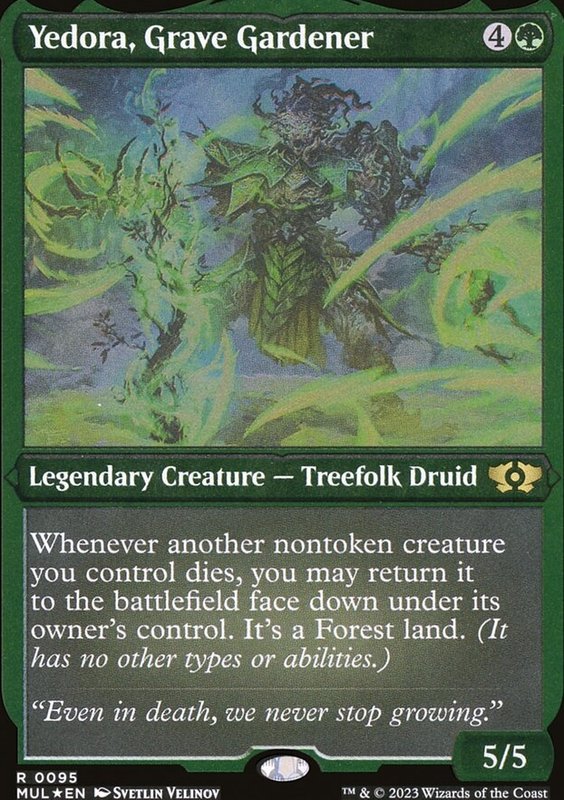 Yedora, Grave Gardener 4
Legendary Creature — Treefolk Druid
Whenever another nontoken creature
you control dies, you may return it
to the battlefield face down under its
owner's control. It's a Forest land. (It
has no other types or abilities.)
“Even in death, we never stop growing.”
5/5
R 0095
MUL★EN Svetlin Velinov
™ & © 2023 Wizards of the Coast